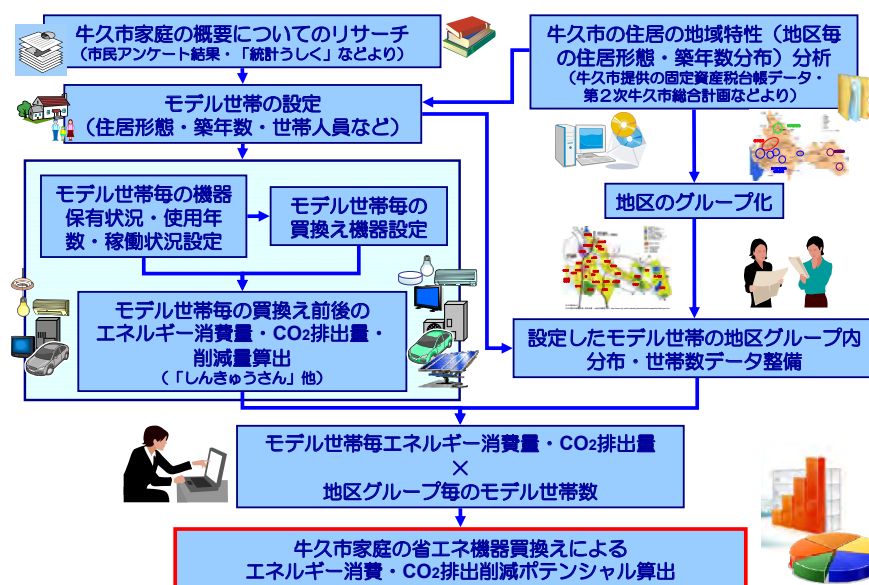 牛久市家庭の概要についてのリサーチ
（市民アンケート結果・「統計うしく」などより）
牛久市の住居の地域特性（地区毎
の住居形態・築年数分布）分析
（牛久市提供の固定資産税台帳データ・
第２次牛久市総合計画などより）
モデル世帯の設定
（住居形態・築年数・世帯人員など）
モデル世帯毎の機器
保有状況・使用年
数・稼働状況設定
モデル世帯毎の
買換え機器設定
地区のグループ化
モデル世帯毎の買換え前後の
エネルギー消費量・CO2排出量・
削減量算出
（「しんきゅうさん」他）
設定したモデル世帯の地区グループ内
分布・世帯数データ整備
モデル世帯毎エネルギー消費量・CO2排出量
×
地区グループ毎のモデル世帯数
牛久市家庭の省エネ機器買換えによる
エネルギー消費・CO2排出削減ポテンシャル算出